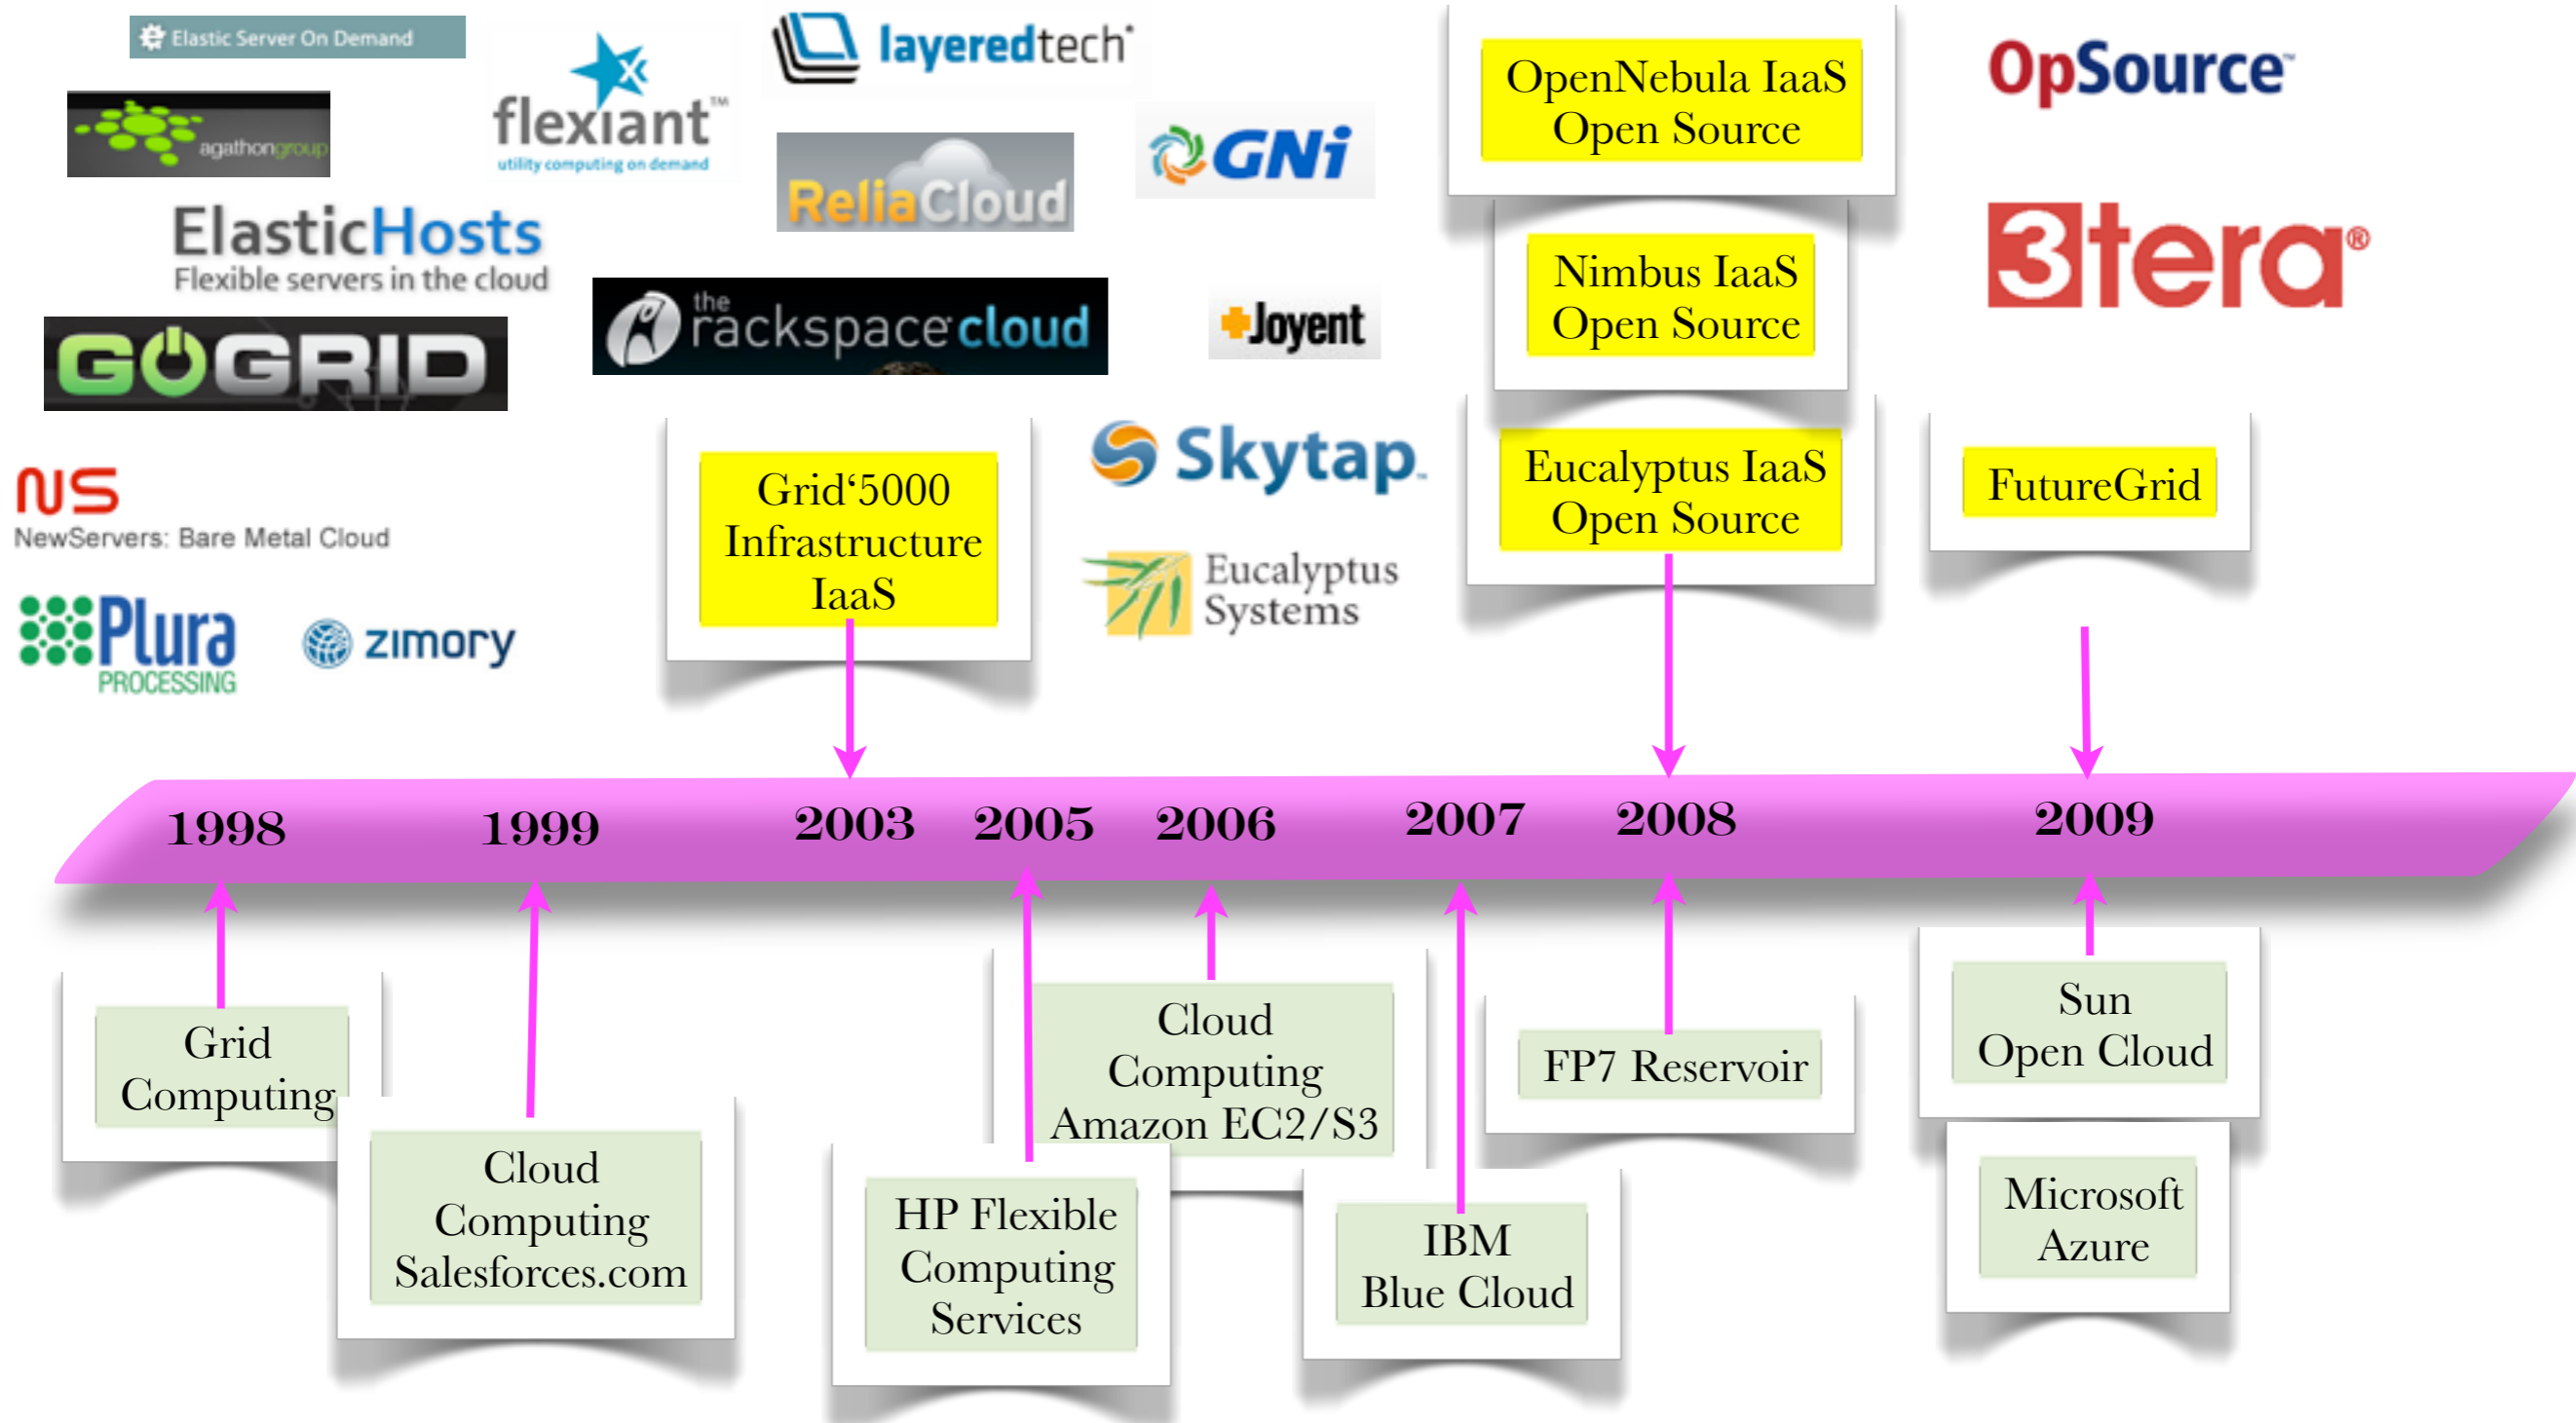 Elastic Server On Demand
agathongroup
flexiant™
utility computing on demand
layeredtech
ReliaCloud
GNi
OpenNebula IaaS
Open Source
OpSource™
ElasticHosts
Flexible servers in the cloud
GOGRID
the
rackspace cloud
Joyent
Nimbus IaaS
Open Source
3tera®
NS
NewServers: Bare Metal Cloud
Plura
PROCESSING
zimory
Grid‘5000
Infrastructure
IaaS
Skytap™
Eucalyptus
Systems
Eucalyptus IaaS
Open Source
FutureGrid
1998
1999
2003
2005
2006
2007
2008
2009
Grid
Computing
Cloud
Computing
Salesforces.com
HP Flexible
Computing
Services
Cloud
Computing
Amazon EC2/S3
IBM
Blue Cloud
FP7 Reservoir
Sun
Open Cloud
Microsoft
Azure